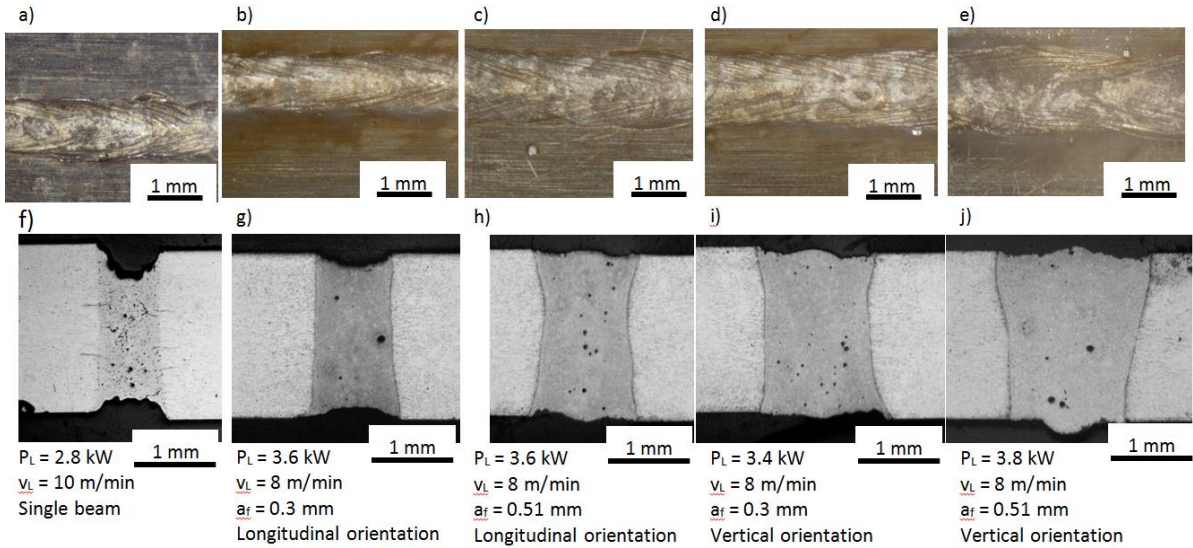 a)
b)
c)
d)
e)
1 mm
1 mm
1 mm
1 mm
1 mm
f)
g)
h)
i)
j)
1 mm
1 mm
1 mm
1 mm
1 mm
PL = 2.8 kW
vL = 10 m/min
Single beam
PL = 3.6 kW
vL = 8 m/min
af = 0.3 mm
Longitudinal orientation
PL = 3.6 kW
vL = 8 m/min
af = 0.51 mm
Longitudinal orientation
PL = 3.4 kW
vL = 8 m/min
af = 0.3 mm
Vertical orientation
PL = 3.8 kW
vL = 8 m/min
af = 0.51 mm
Vertical orientation